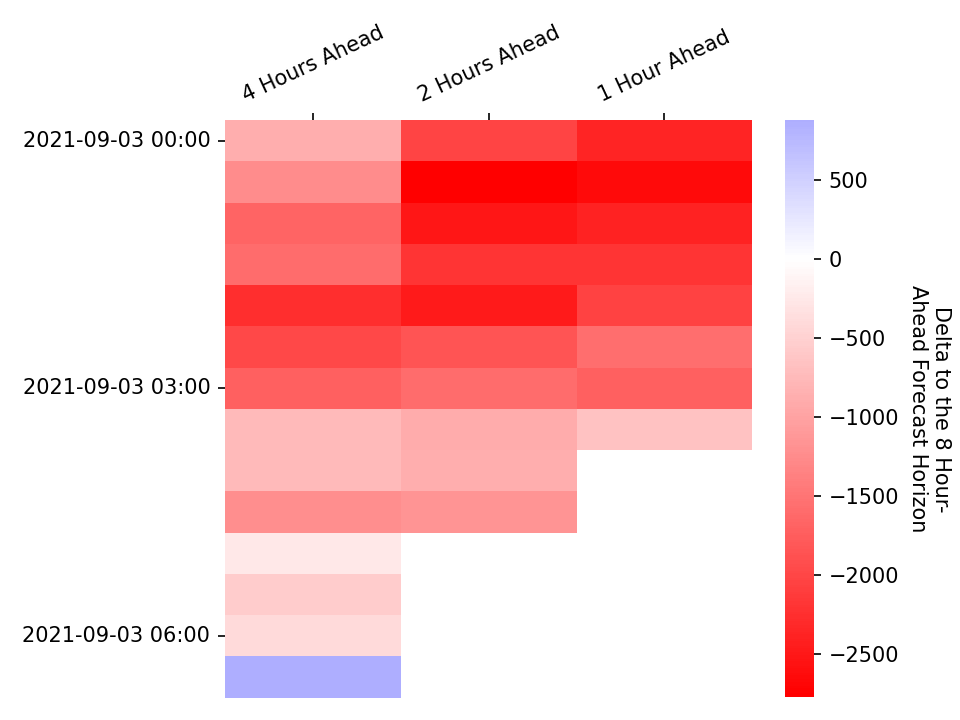 4 Hours Ahead
2 Hours Ahead
1 Hour Ahead
2021-09-03 00:00
2021-09-03 03:00
2021-09-03 06:00
500
0
−500
−1000
−1500
−2000
−2500
Delta to the 8 Hour-
Ahead Forecast Horizon